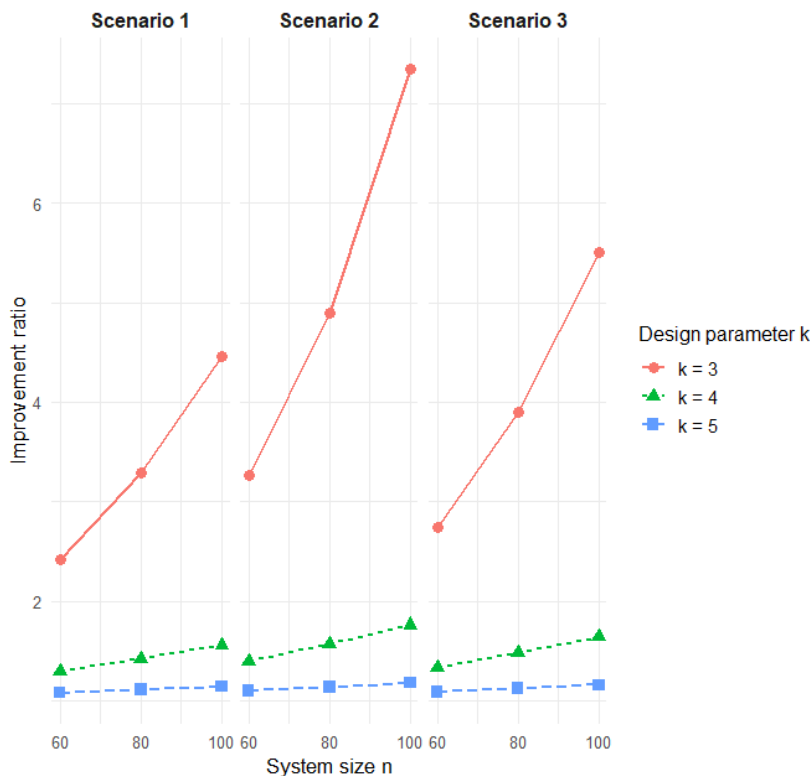 Scenario 1 Scenario 2 Scenario 3
Improvement ratio
6
4
2
60 80 100 60 80 100 60 80 100
System size n
Design parameter k
k = 3
k = 4
k = 5